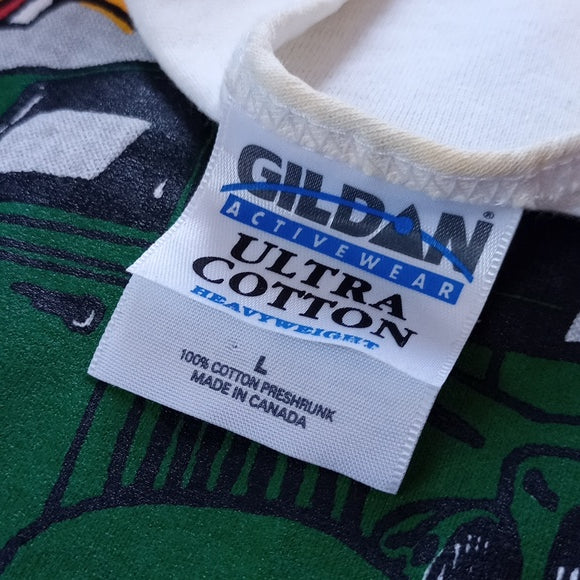 GILDAN®
ACTIVEWEAR
ULTRA
COTTON
HEAVYWEIGHT
L
100% COTTON PRESHRUNK
MADE IN CANADA